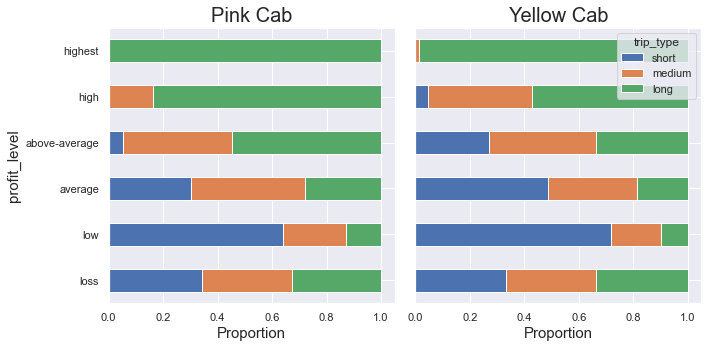 Pink Cab
Yellow Cab
profit_level
highest
high
above-average
average
low
loss
trip_type
short
medium
long
0.0 0.2 0.4 0.6 0.8 1.0
0.0 0.2 0.4 0.6 0.8 1.0
Proportion
Proportion